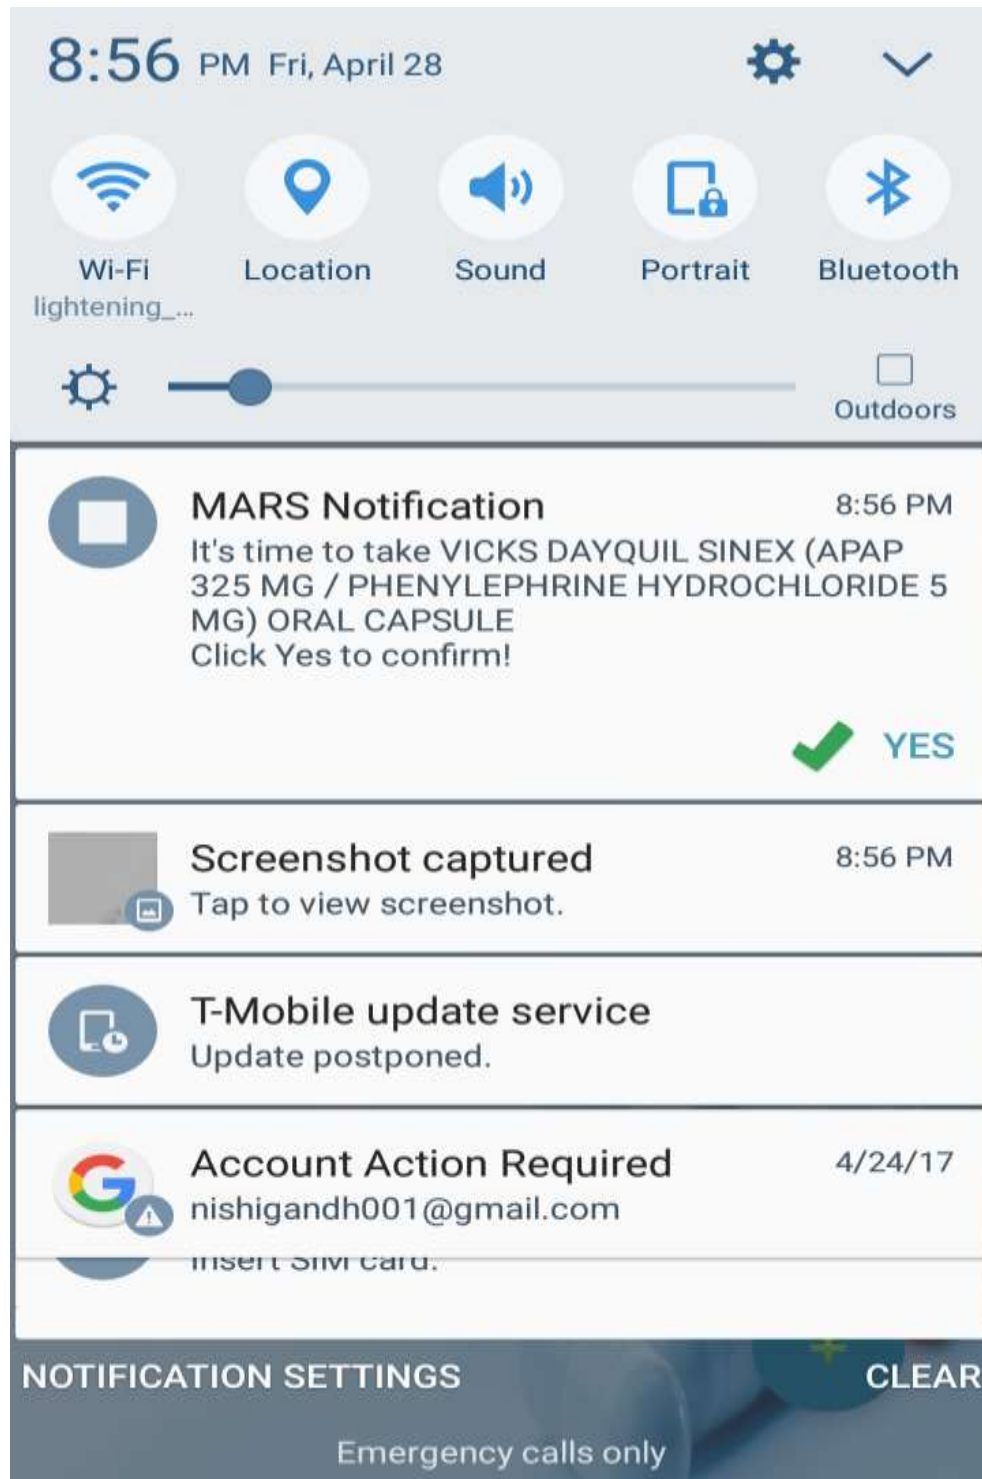 8:56 PM Fri, April 28
Wi-Fi Location Sound Portrait Bluetooth
lightening_...
Outdoors
MARS Notification 8:56 PM
It's time to take VICKS DAYQUIL SINEX (APAP
325 MG / PHENYLEPHRINE HYDROCHLORIDE 5
MG) ORAL CAPSULE
Click Yes to confirm!
YES
Screenshot captured 8:56 PM
Tap to view screenshot.
T-Mobile update service
Update postponed.
Account Action Required 4/24/17
nishigandh001@gmail.com
Insert SIM card.
NOTIFICATION SETTINGS CLEAR
Emergency calls only